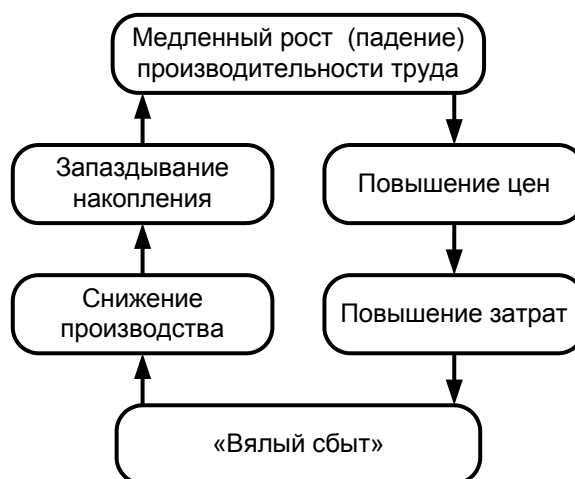 Медленный рост (падение)
производительности труда
Запаздывание
накопления
Повышение цен
Снижение
производства
Повышение затрат
«Вялый сбыт»